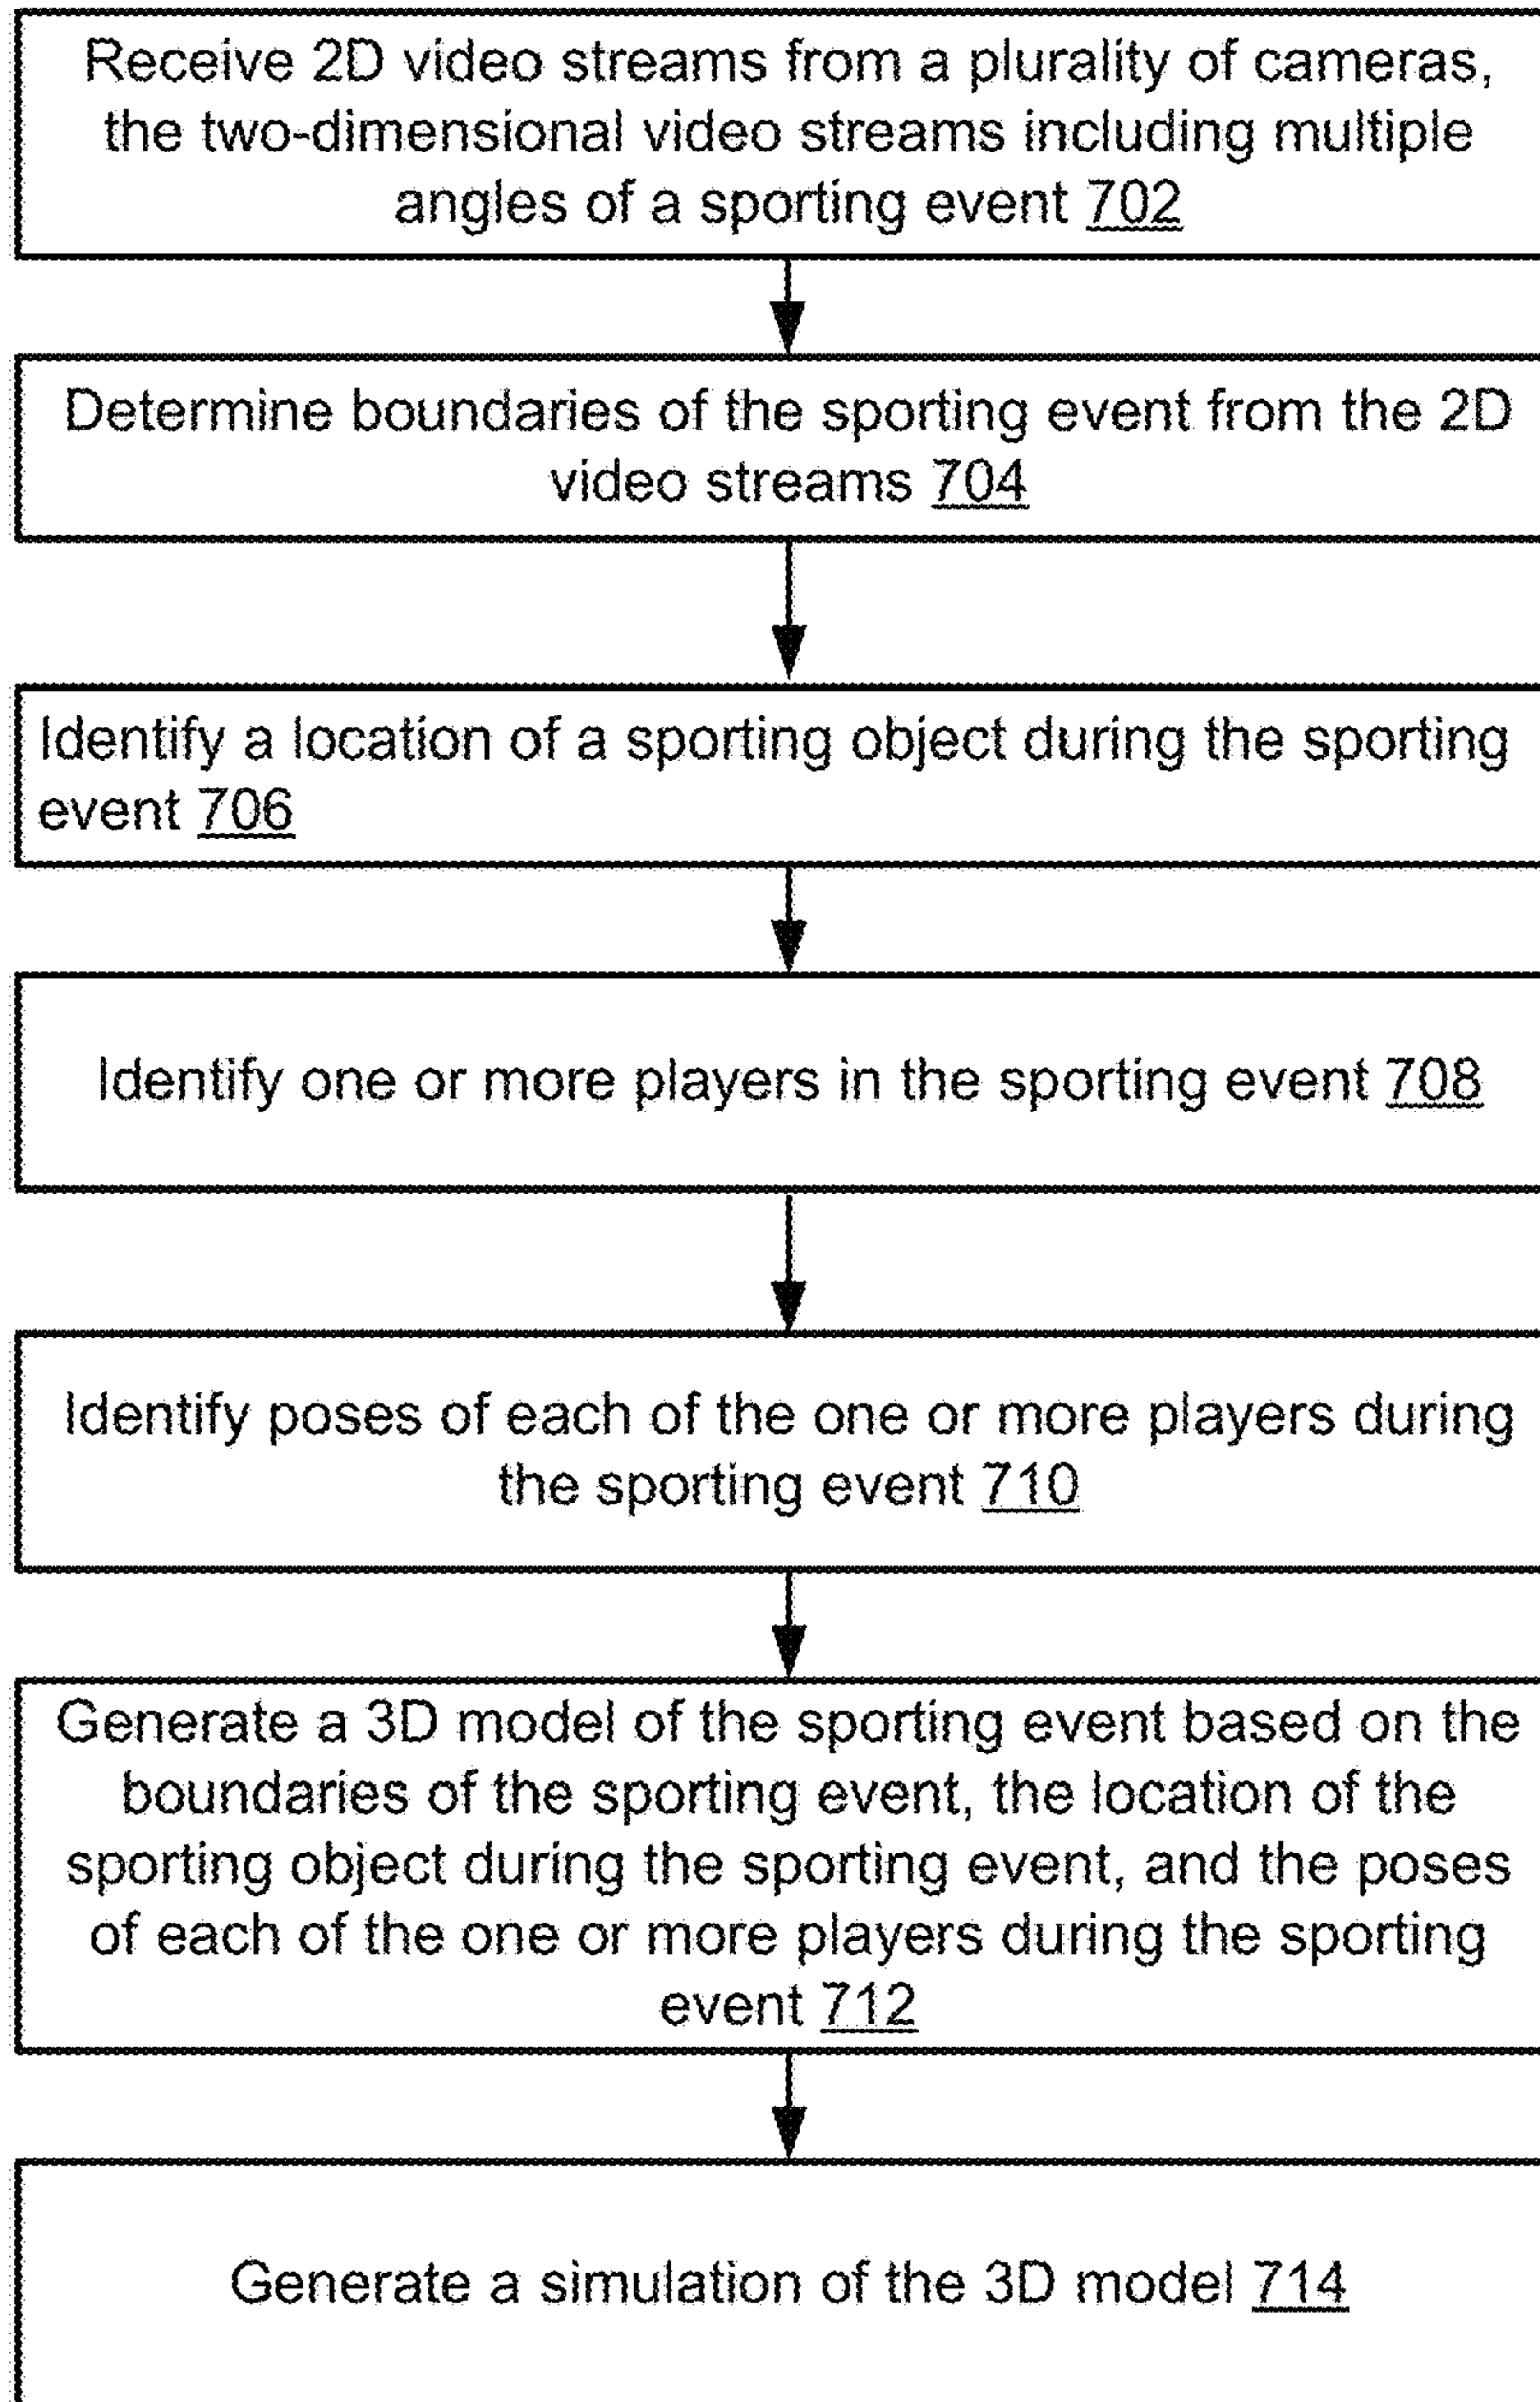 Receive 2D video streams from a plurality of cameras,
the two-dimensional video streams including multiple
angles of a sporting event 702
Determine boundaries of the sporting event from the 2D
video streams 704
Identify a location of a sporting object during the sporting
event 706
Identify one or more players in the sporting event 708
Identify poses of each of the one or more players during
the sporting event 710
Generate a 3D model of the sporting event based on the
boundaries of the sporting event, the location of the
sporting object during the sporting event, and the poses
of each of the one or more players during the sporting
event 712
Generate a simulation of the 3D model 714